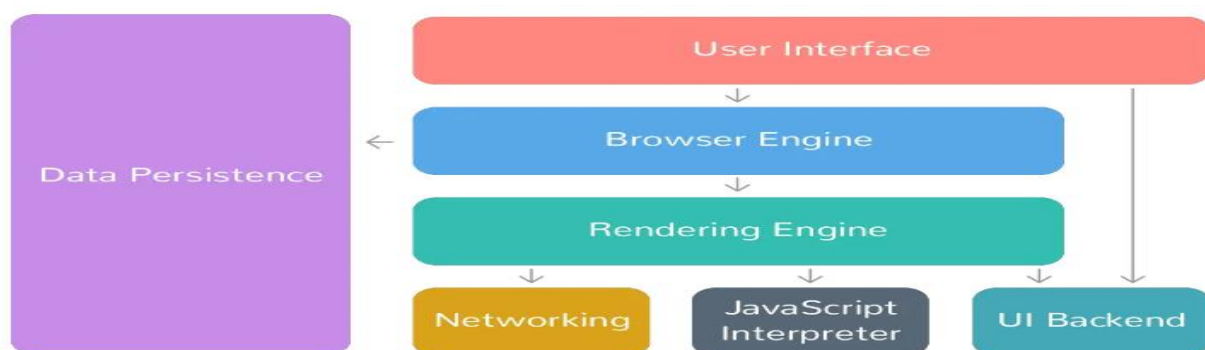 User Interface
Browser Engine
Data Persistence
Rendering Engine
Networking
JavaScript
Interpreter
UI Backend